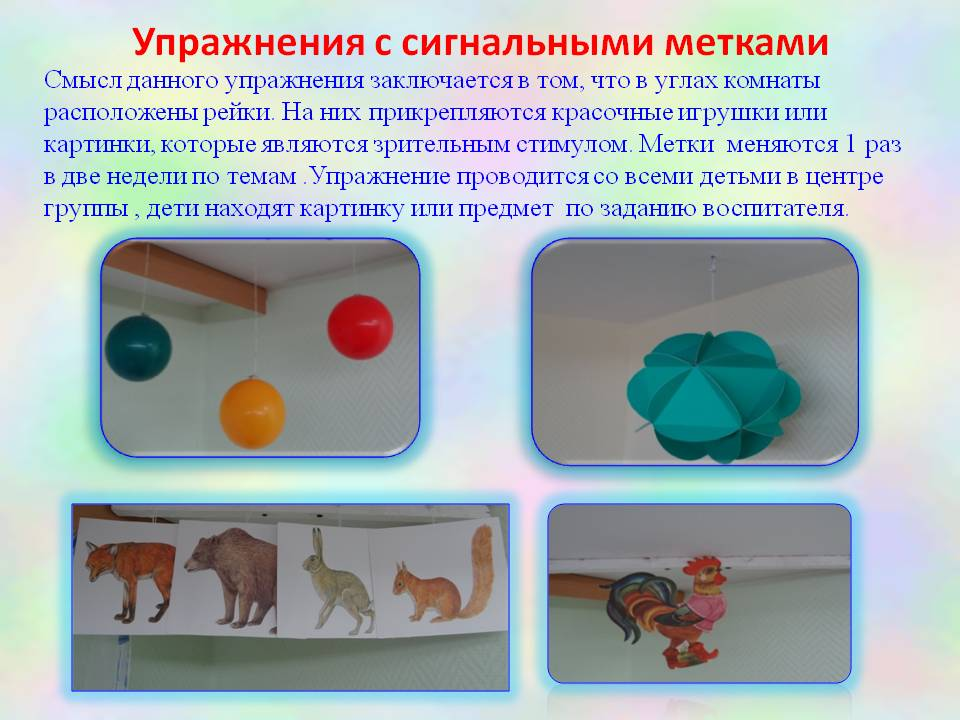 Упражнения с сигнальными метками
Смысл данного упражнения заключается в том, что в углах комнаты
расположены рейки. На них прикрепляются красочные игрушки или
картинки, которые являются зрительным стимулом. Метки  меняются 1 раз
в две недели по темам .Упражнение проводится со всеми детьми в центре
группы , дети находят картинку или предмет  по заданию воспитателя.